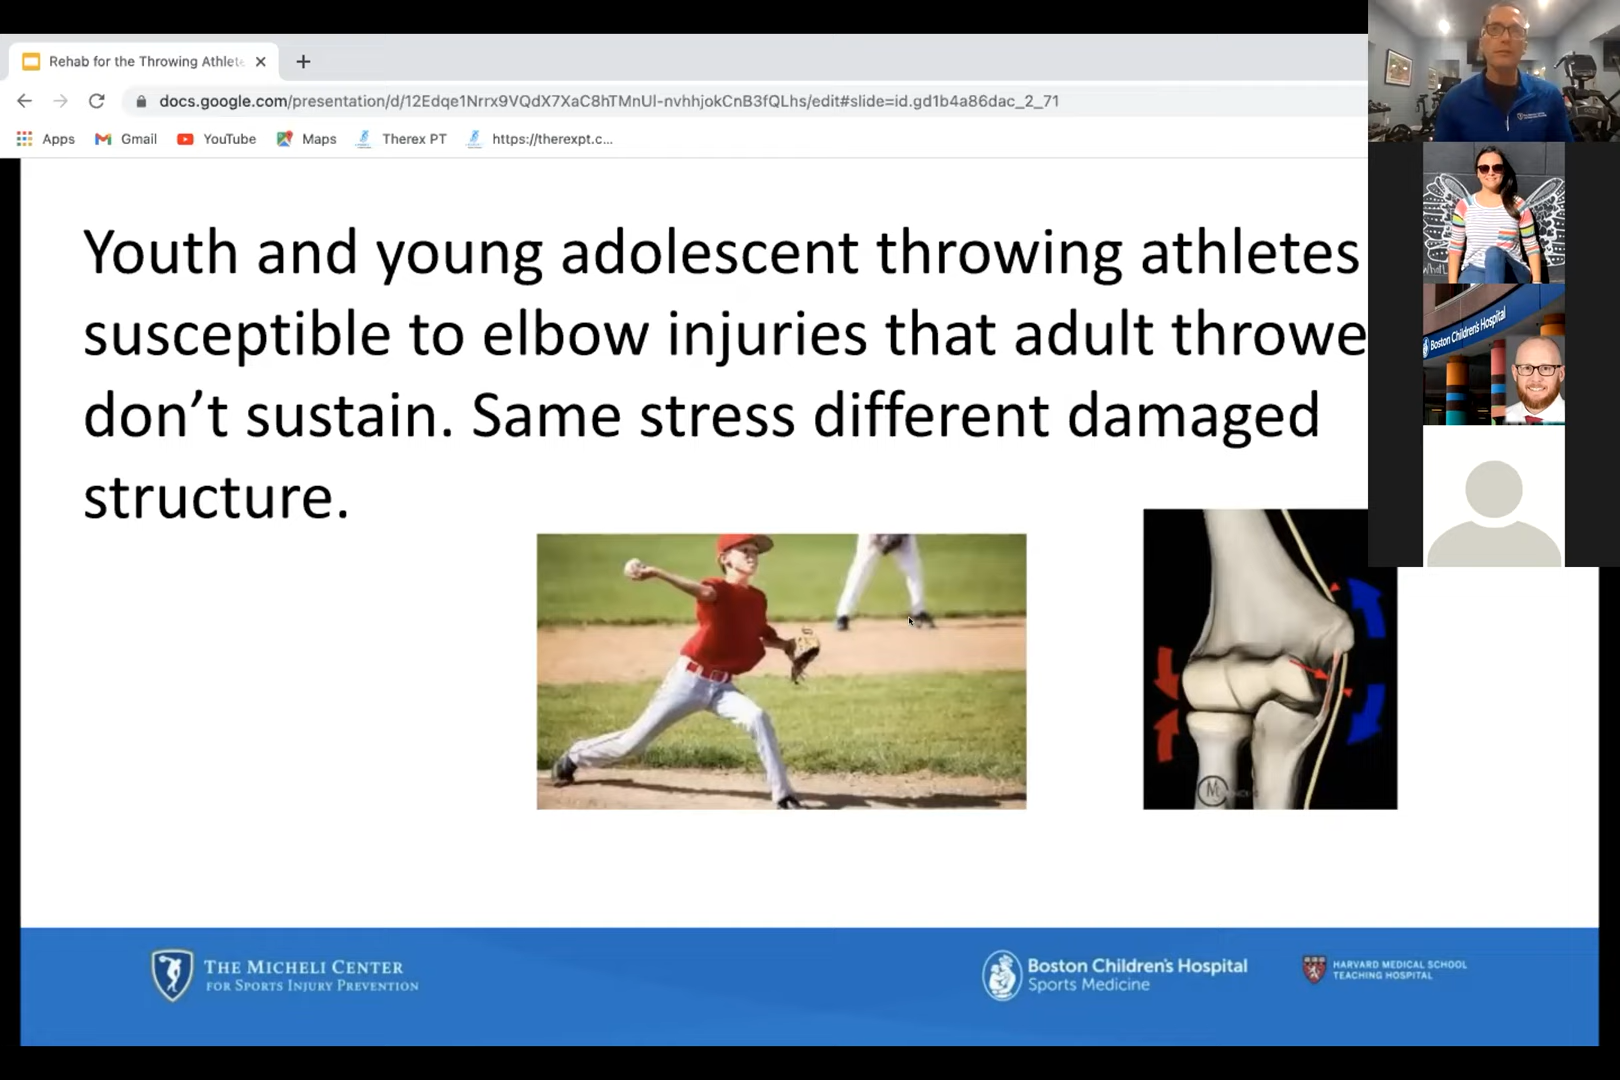 Rehab for the Throwing Athlet
docs.google.com/presentation/d/12Edqe1Nrrx9VQdX7XaC8hTMnUl-nvhhjokCnB3fQLhs/edit#slide=id.gd1b4a86dac_2_71
Apps Gmail YouTube Maps Therex PT https://therexpt.c...
Youth and young adolescent throwing athletes
susceptible to elbow injuries that adult throwe
don’t sustain. Same stress different damaged
structure.
Boston Children's Hospital
THE MICHELI CENTER
FOR SPORTS INJURY PREVENTION
Boston Children's Hospital
Sports Medicine
HARVARD MEDICAL SCHOOL
TEACHING HOSPITAL